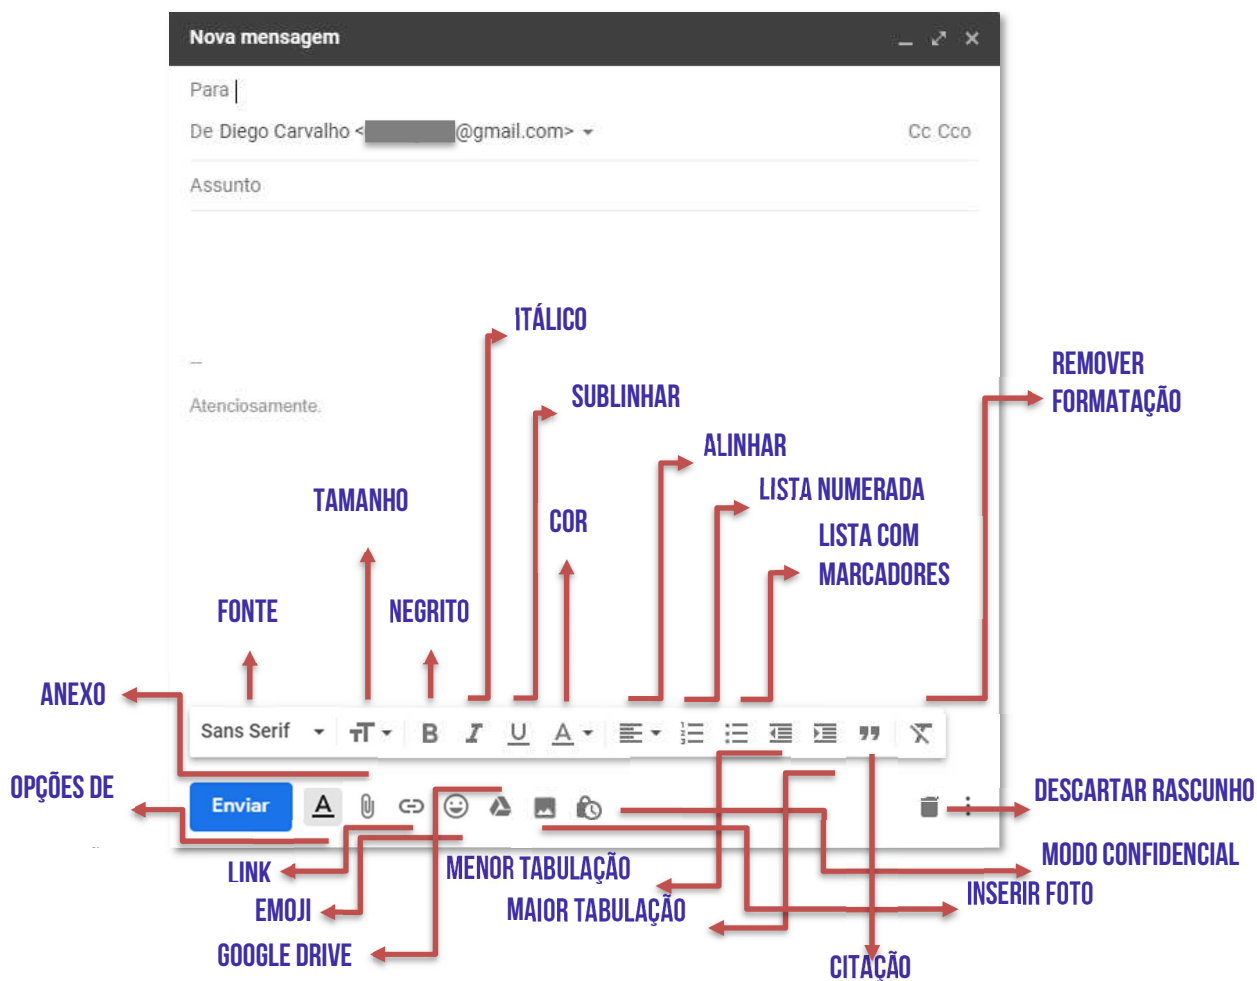 Nova mensagem
Para
De Diego Carvalho < @gmail.com>
Cc Cco
Assunto
ITÁLICO
REMOVER
FORMATAÇÃO
SUBLINHAR
Atenciosamente.
ALINHAR
LISTA NUMERADA
TAMANHO
COR
LISTA COM
MARCADORES
FONTE
NEGRITO
ANEXO
Sans Serif
B I U A
OPÇÕES DE
Enviar
A
DESCARTAR RASCUNHO
LINK
MENOR TABULAÇÃO
MODO CONFIDENCIAL
EMOJI
MAIOR TABULAÇÃO
INSERIR FOTO
GOOGLE DRIVE
CITAÇÃO